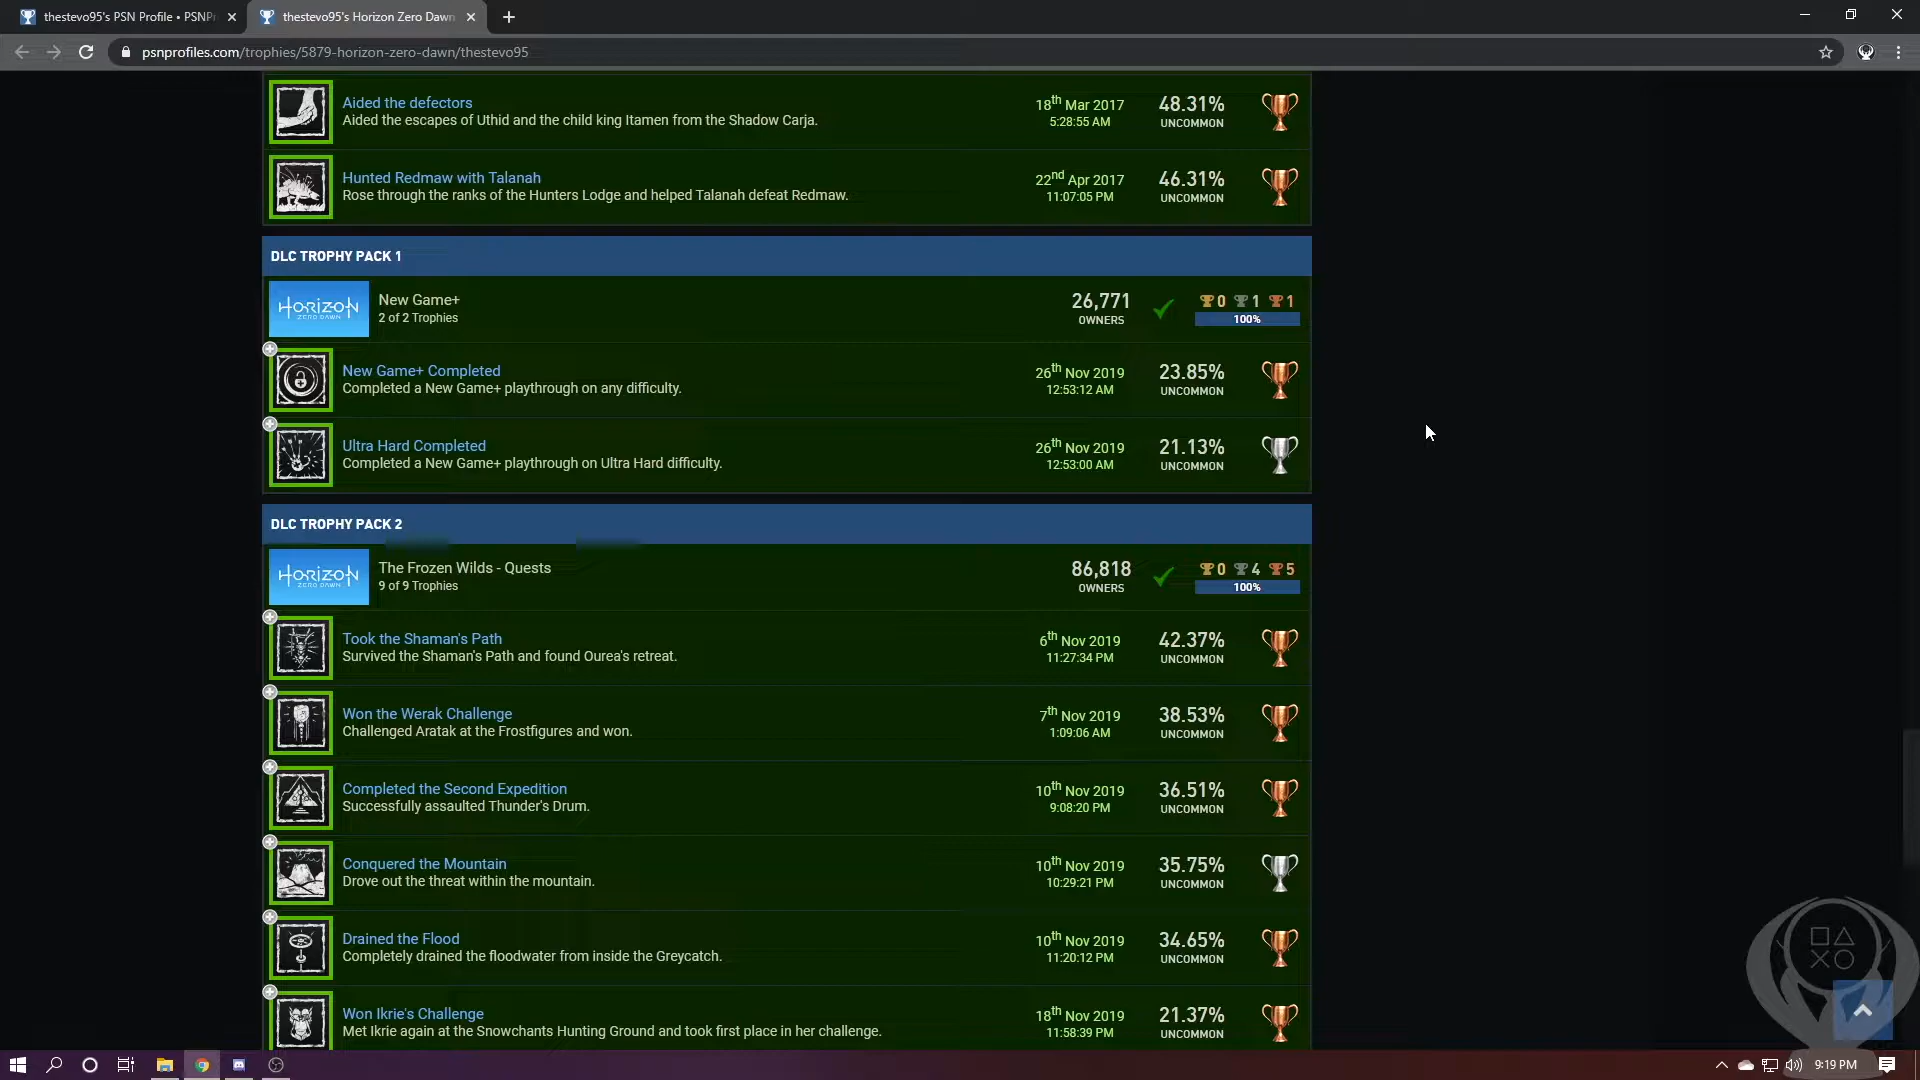 thestevo95's PSN Profile • PSNPr
thestevo95's Horizon Zero Dawn
psnprofiles.com/trophies/5879-horizon-zero-dawn/thestevo95
Aided the defectors
Aided the escapes of Uthid and the child king Itamen from the Shadow Carja.
18th Mar 2017
5:28:55 AM
48.31%
UNCOMMON
Hunted Redmaw with Talanah
Rose through the ranks of the Hunters Lodge and helped Talanah defeat Redmaw.
22nd Apr 2017
11:07:05 PM
46.31%
UNCOMMON
DLC TROPHY PACK 1
HORIZON
ZERO DAWN
New Game+
2 of 2 Trophies
26,771
OWNERS
0 1 1
100%
New Game+ Completed
Completed a New Game+ playthrough on any difficulty.
26th Nov 2019
12:53:12 AM
23.85%
UNCOMMON
Ultra Hard Completed
Completed a New Game+ playthrough on Ultra Hard difficulty.
26th Nov 2019
12:53:00 AM
21.13%
UNCOMMON
DLC TROPHY PACK 2
HORIZON
ZERO DAWN
The Frozen Wilds - Quests
9 of 9 Trophies
86,818
OWNERS
0 4 5
100%
Took the Shaman's Path
Survived the Shaman's Path and found Ourea's retreat.
6th Nov 2019
11:27:34 PM
42.37%
UNCOMMON
Won the Werak Challenge
Challenged Aratak at the Frostfigures and won.
7th Nov 2019
1:09:06 AM
38.53%
UNCOMMON
Completed the Second Expedition
Successfully assaulted Thunder's Drum.
10th Nov 2019
9:08:20 PM
36.51%
UNCOMMON
Conquered the Mountain
Drove out the threat within the mountain.
10th Nov 2019
10:29:21 PM
35.75%
UNCOMMON
Drained the Flood
Completely drained the floodwater from inside the Greycatch.
10th Nov 2019
11:20:12 PM
34.65%
UNCOMMON
Won Ikrie's Challenge
Met Ikrie again at the Snowchants Hunting Ground and took first place in her challenge.
18th Nov 2019
11:58:39 PM
21.37%
UNCOMMON
9:19 PM